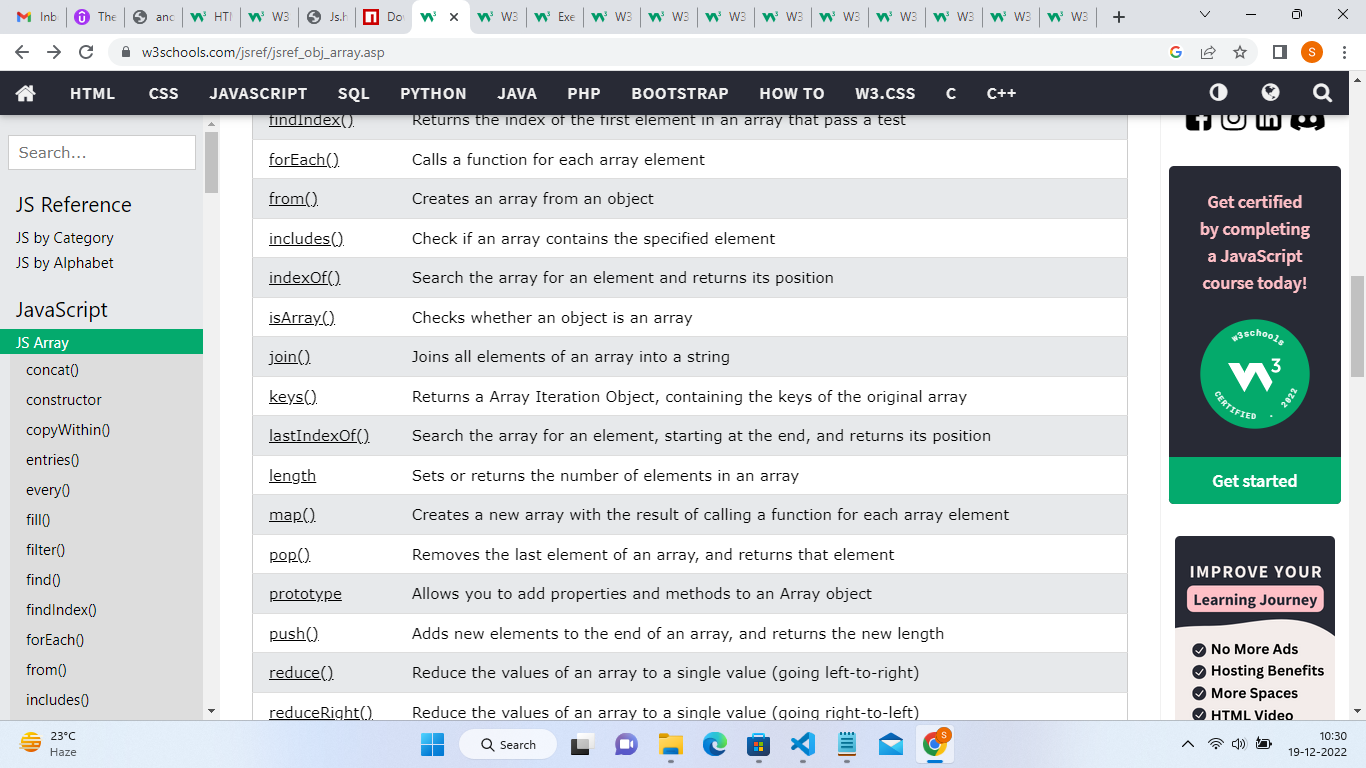 Inb
The
anc
HTI
W3
Js.h
Do
W3
Exe
W3
W3
W3
W3
W3
W3
W3
W3
W3
w3schools.com/jsref/jsref_obj_array.asp
S
HTML CSS JAVASCRIPT SQL PYTHON JAVA PHP BOOTSTRAP HOW TO W3.CSS C C++
Search...
JS Reference
JS by Category
JS by Alphabet
JavaScript
JS Array
concat()
constructor
copyWithin()
entries()
every()
fill()
filter()
find()
findIndex()
forEach()
from()
includes()
findIndex() Returns the index of the first element in an array that pass a test
forEach() Calls a function for each array element
from() Creates an array from an object
includes() Check if an array contains the specified element
indexOf() Search the array for an element and returns its position
isArray() Checks whether an object is an array
join() Joins all elements of an array into a string
keys() Returns a Array Iteration Object, containing the keys of the original array
lastIndexOf() Search the array for an element, starting at the end, and returns its position
length Sets or returns the number of elements in an array
map() Creates a new array with the result of calling a function for each array element
pop() Removes the last element of an array, and returns that element
prototype Allows you to add properties and methods to an Array object
push() Adds new elements to the end of an array, and returns the new length
reduce() Reduce the values of an array to a single value (going left-to-right)
reduceRight() Reduce the values of an array to a single value (going right-to-left)
Get certified
by completing
a JavaScript
course today!
w3schools
W3
CERTIFIED . 2022
Get started
IMPROVE YOUR
Learning Journey
No More Ads
Hosting Benefits
More Spaces
HTML Video
23°C
Haze
Search
S
10:30
19-12-2022